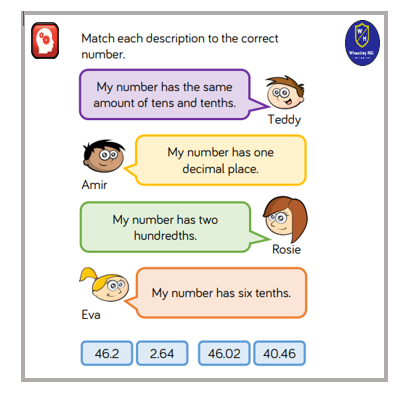 Match each description to the correct
number.
W
H
Wheatley Hill
My number has the same
amount of tens and tenths.
Teddy
My number has one
decimal place.
Amir
My number has two
hundredths.
Rosie
My number has six tenths.
Eva
46.2 2.64 46.02 40.46